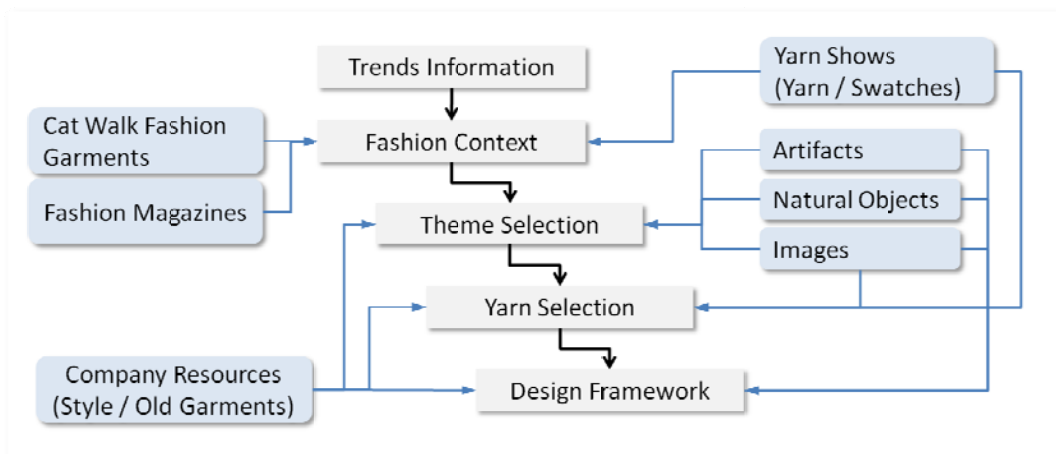 Trends Information
Yarn Shows
(Yarn / Swatches)
Cat Walk Fashion
Garments
Fashion Context
Artifacts
Fashion Magazines
Natural Objects
Theme Selection
Images
Yarn Selection
Company Resources
(Style / Old Garments)
Design Framework